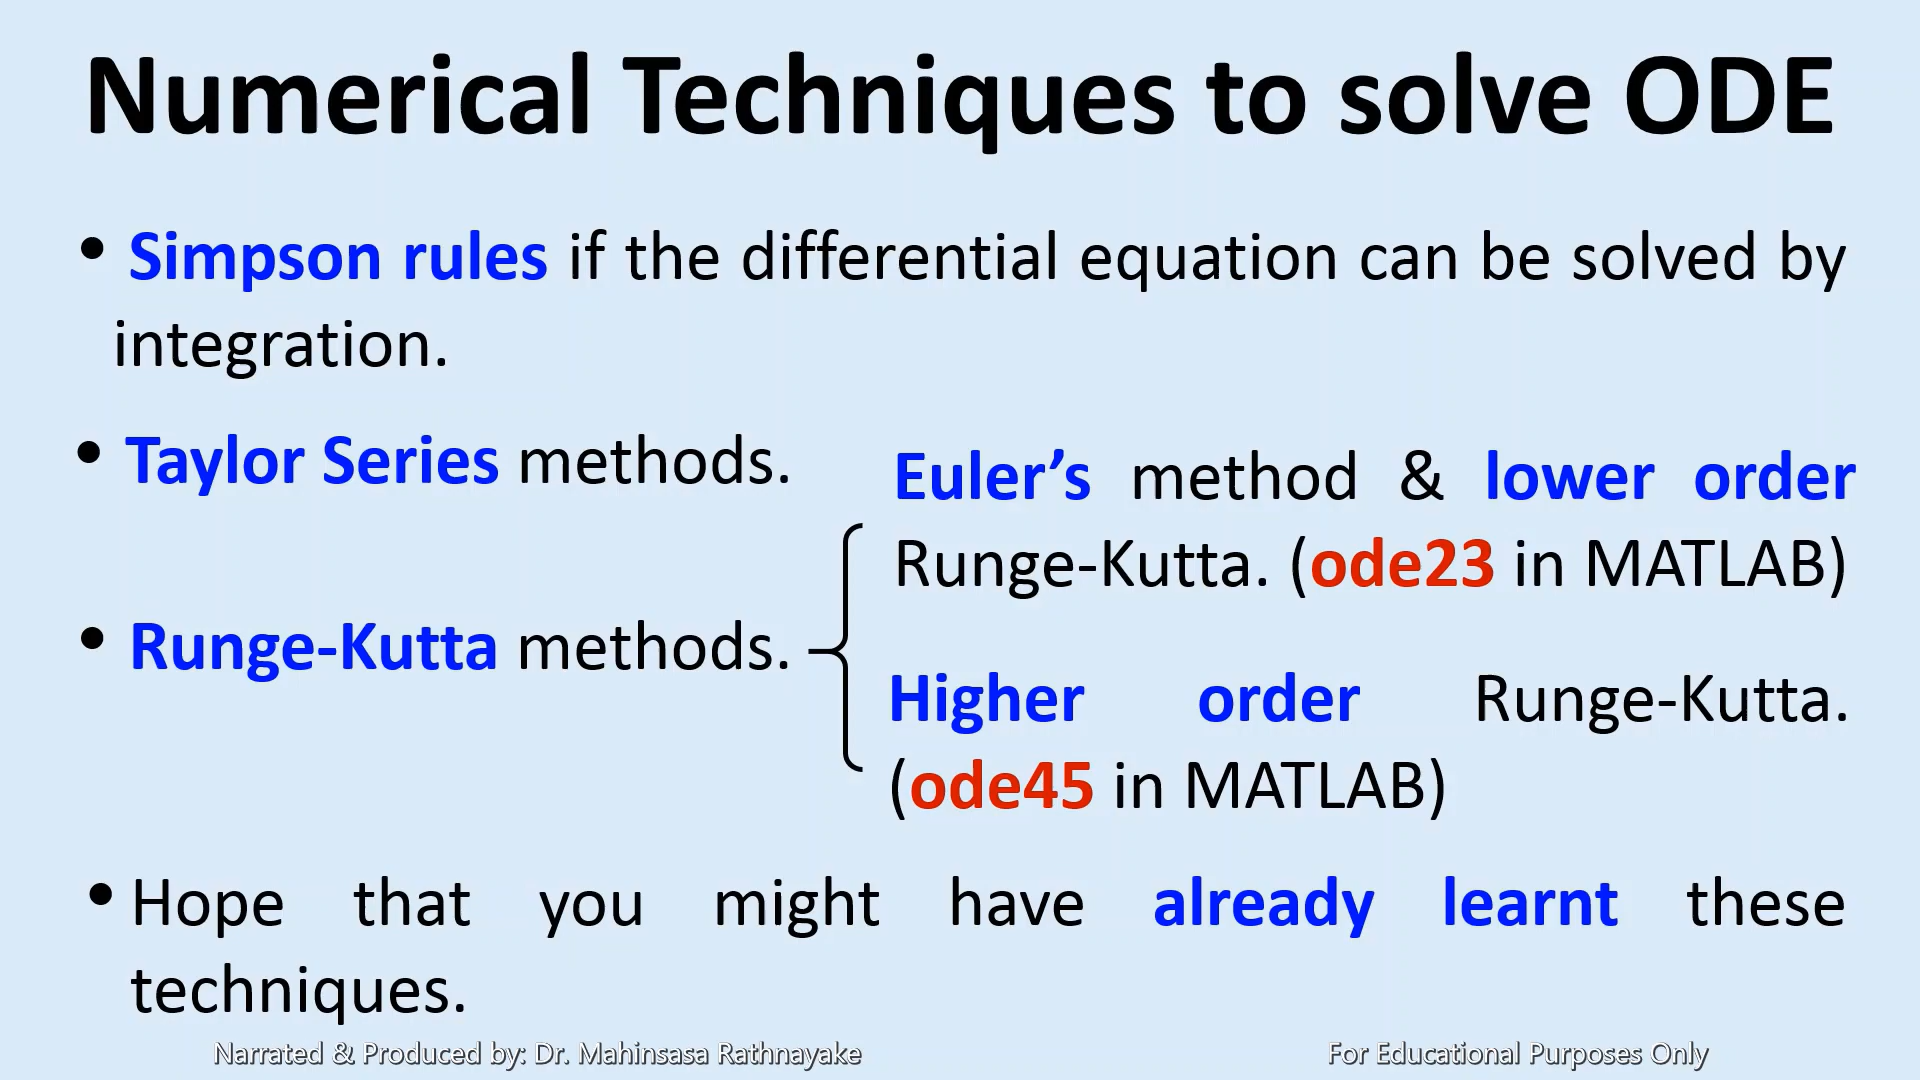 Numerical Techniques to solve ODE
• Simpson rules if the differential equation can be solved by
integration.
• Taylor Series methods.
• Runge-Kutta methods.
Euler’s method & lower order
Runge-Kutta. (ode23 in MATLAB)
Higher order Runge-Kutta.
(ode45 in MATLAB)
• Hope that you might have already learnt these
techniques.
Narrated & Produced by: Dr. Mahinsasa Rathnayake
For Educational Purposes Only